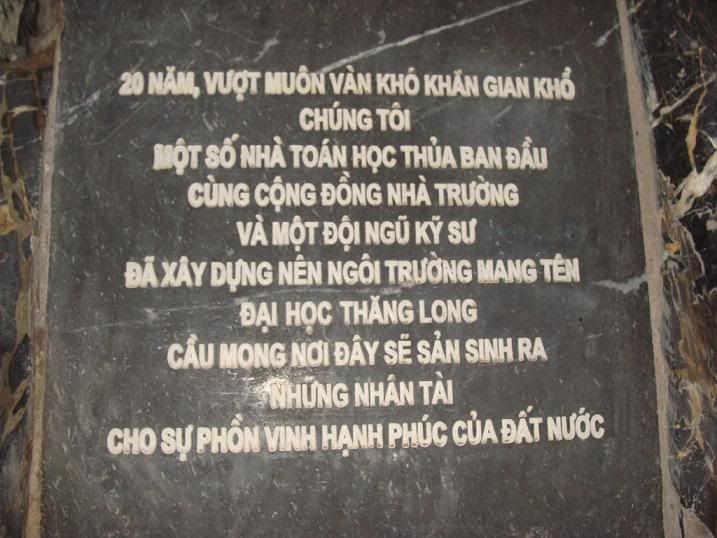 20 NĂM, VƯỢT MUÔN VÀN KHÓ KHĂN GIAN KHỔ
CHÚNG TÔI
MỘT SỐ NHÀ TOÁN HỌC THỦA BAN ĐẦU
CÙNG CỘNG ĐỒNG NHÀ TRƯỜNG
VÀ MỘT ĐỘI NGŨ KỸ SƯ
ĐÃ XÂY DỰNG NÊN NGÔI TRƯỜNG MANG TÊN
ĐẠI HỌC THĂNG LONG
CẦU MONG NƠI ĐÂY SẼ SẢN SINH RA
NHỮNG NHÂN TÀI
CHO SỰ PHỒN VINH HẠNH PHÚC CỦA ĐẤT NƯỚC